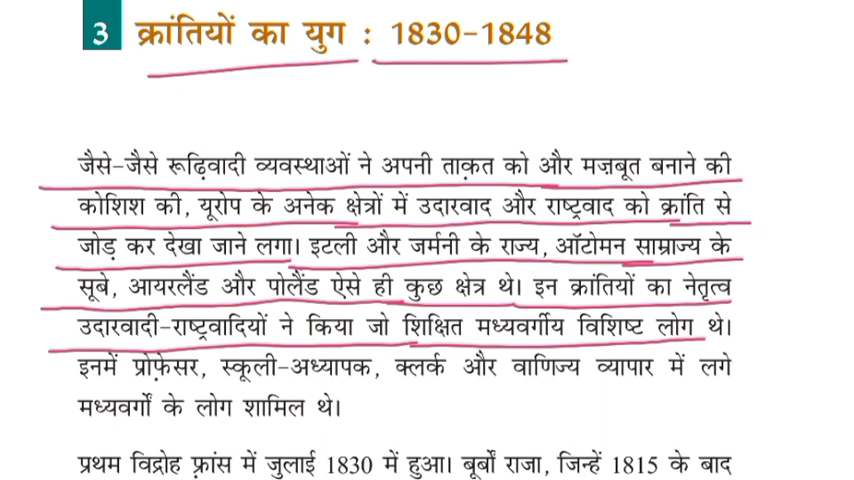 3 क्रांतियों का युग : 1830-1848
जैसे-जैसे रूढ़िवादी व्यवस्थाओं ने अपनी ताक़त को और मज़बूत बनाने की
कोशिश की, यूरोप के अनेक क्षेत्रों में उदारवाद और राष्ट्रवाद को क्रांति से
जोड़ कर देखा जाने लगा। इटली और जर्मनी के राज्य, ऑटोमन साम्राज्य के
सूबे, आयरलैंड और पोलैंड ऐसे ही कुछ क्षेत्र थे। इन क्रांतियों का नेतृत्व
उदारवादी-राष्ट्रवादियों ने किया जो शिक्षित मध्यवर्गीय विशिष्ट लोग थे।
इनमें प्रोफ़ेसर, स्कूली-अध्यापक, क्लर्क और वाणिज्य व्यापार में लगे
मध्यवर्गों के लोग शामिल थे।
प्रथम विद्रोह फ़्रांस में जुलाई 1830 में हुआ। बूर्बों राजा, जिन्हें 1815 के बाद